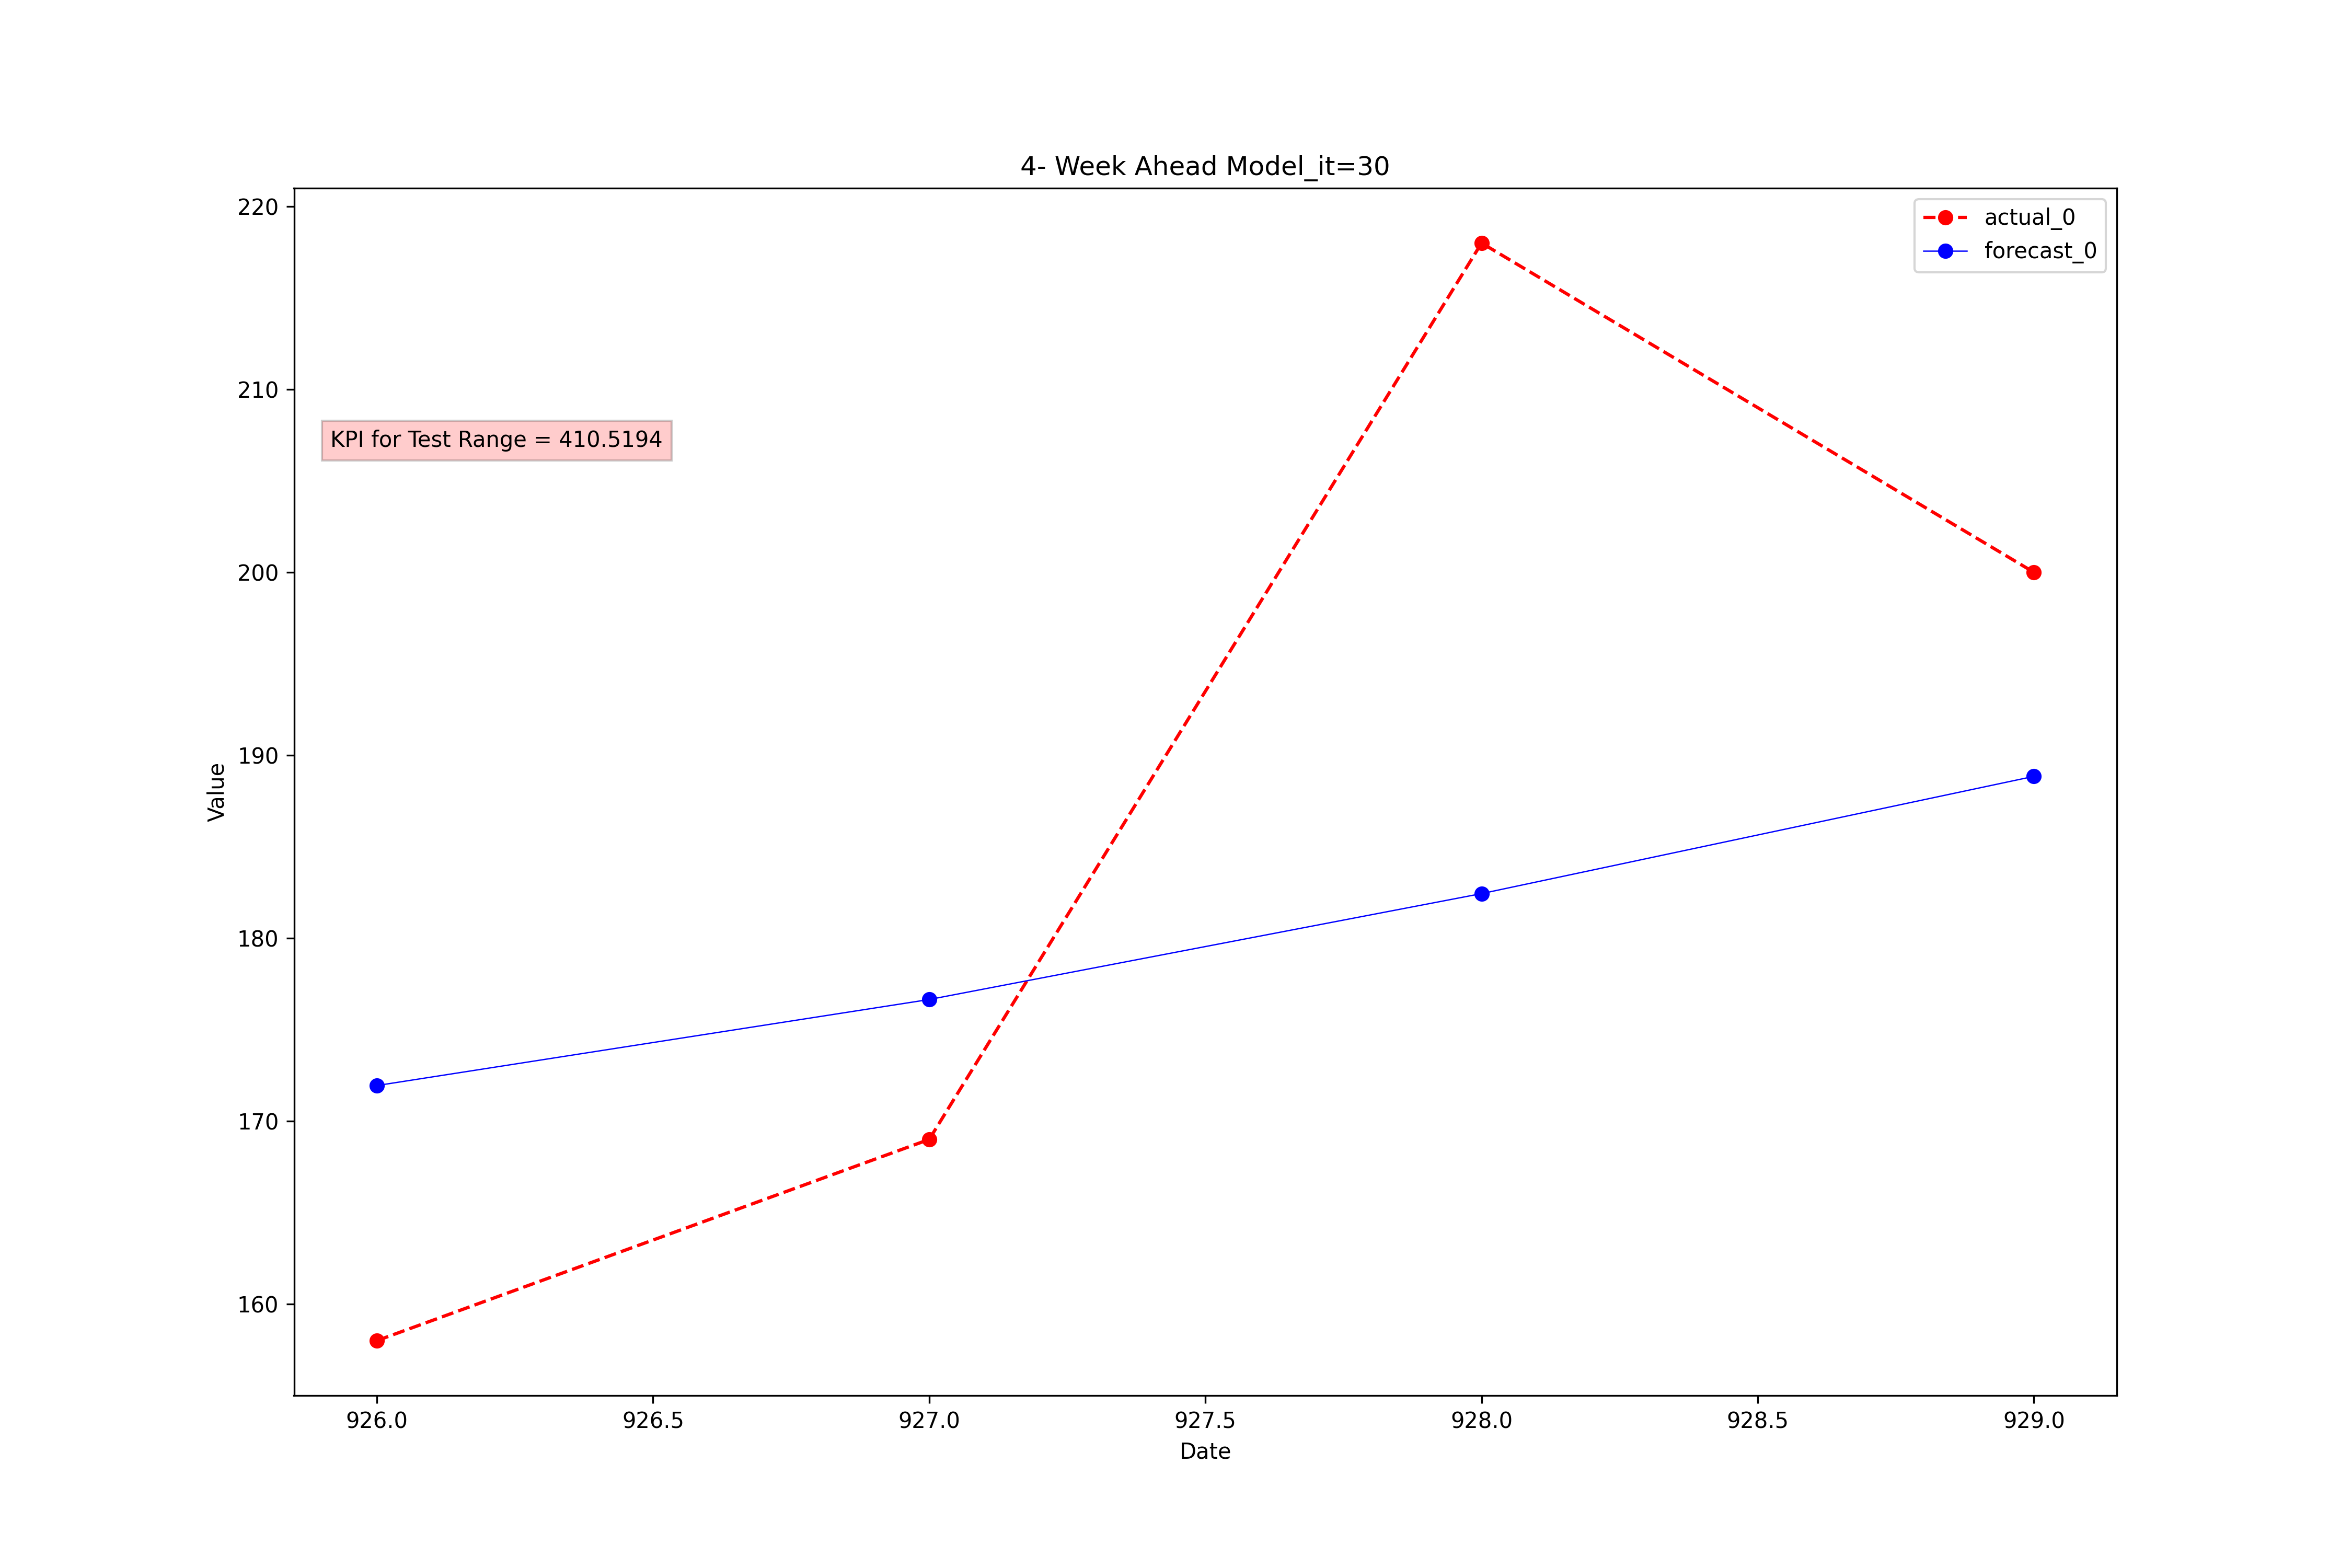 4- Week Ahead Model_it=30
220
210
200
190
180
170
160
Value
KPI for Test Range = 410.5194
actual_0
forecast_0
926.0 926.5 927.0 927.5 928.0 928.5 929.0
Date